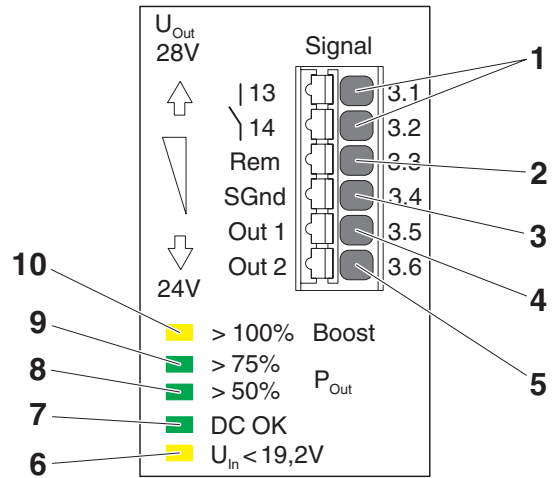 U_Out
28V
Signal
1
13
3.1
14
3.2
Rem
3.3
2
SGnd
3.4
3
Out 1
3.5
4
Out 2
3.6
5
24V
10
> 100% Boost
9
> 75%
8
> 50%
P_Out
7
DC OK
6
U_In < 19,2V